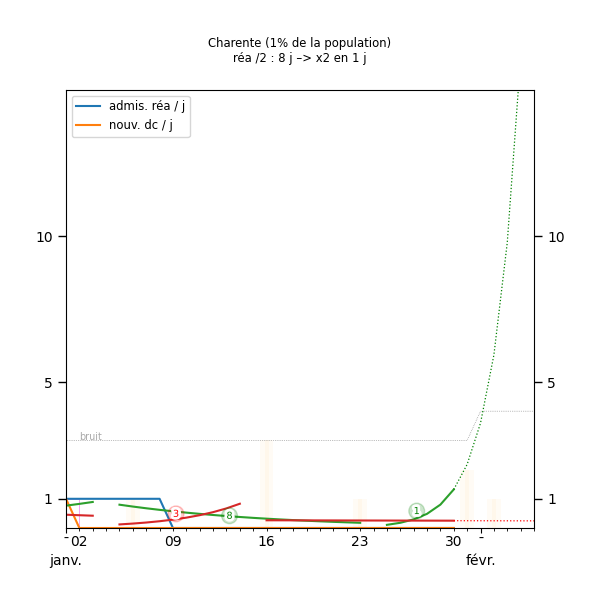 Charente (1% de la population)
réa /2 : 8 j –> x2 en 1 j
admis. réa / j
nouv. dc / j
10
10
5
5
bruit
1
1
3
8
1
02
09
16
23
30
-
janv.
févr.